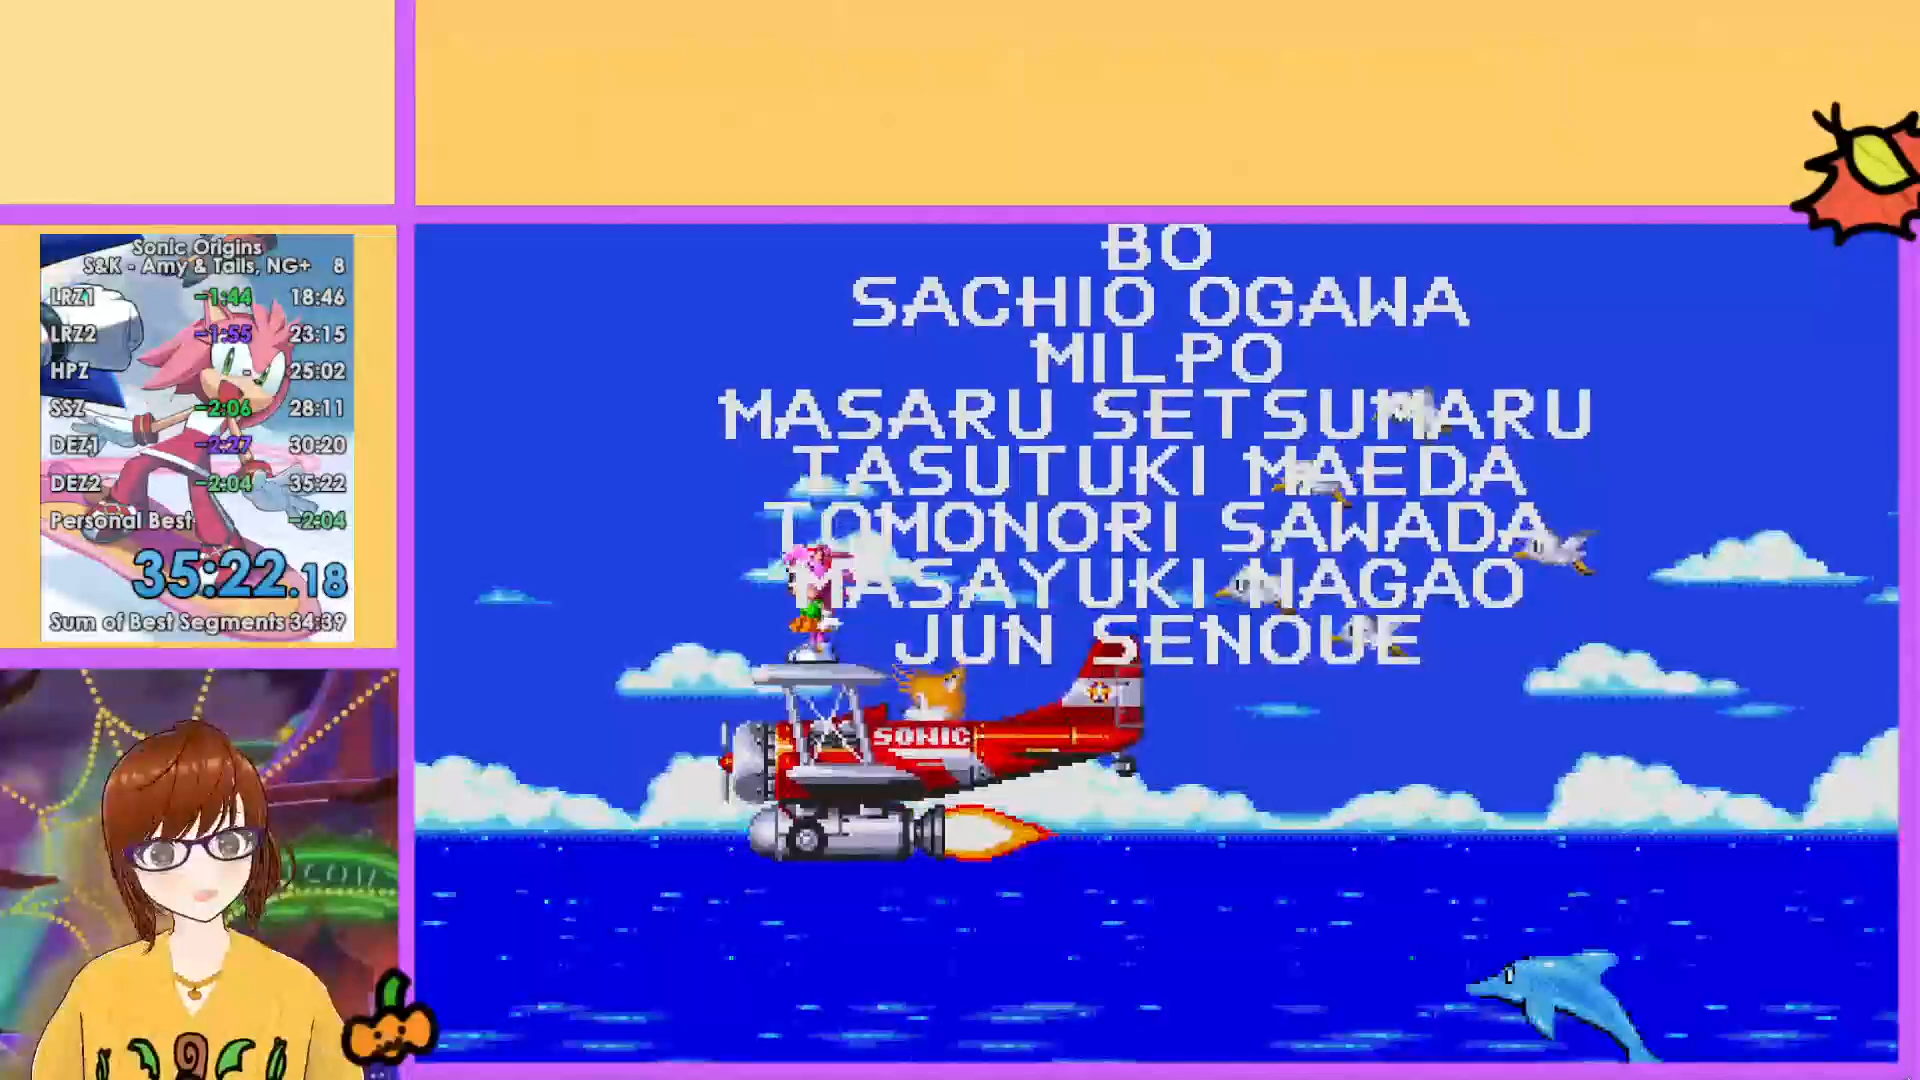 Sonic Origins
S&K - Amy & Tails, NG+ 8
LRZ1 -1:44 18:46
LRZ2 -1:55 23:15
HPZ - 25:02
SSZ -2:06 28:11
DEZ1 -2:27 30:20
DEZ2 -2:04 35:22
Personal Best -2:04
35:22.18
Sum of Best Segments 34:39
BO
SACHIO OGAWA
MILPO
MASARU SETSUMARU
TASUTUKI MAEDA
TOMONORI SAWADA
MASAYUKI NAGAO
JUN SENOUE
SONIC